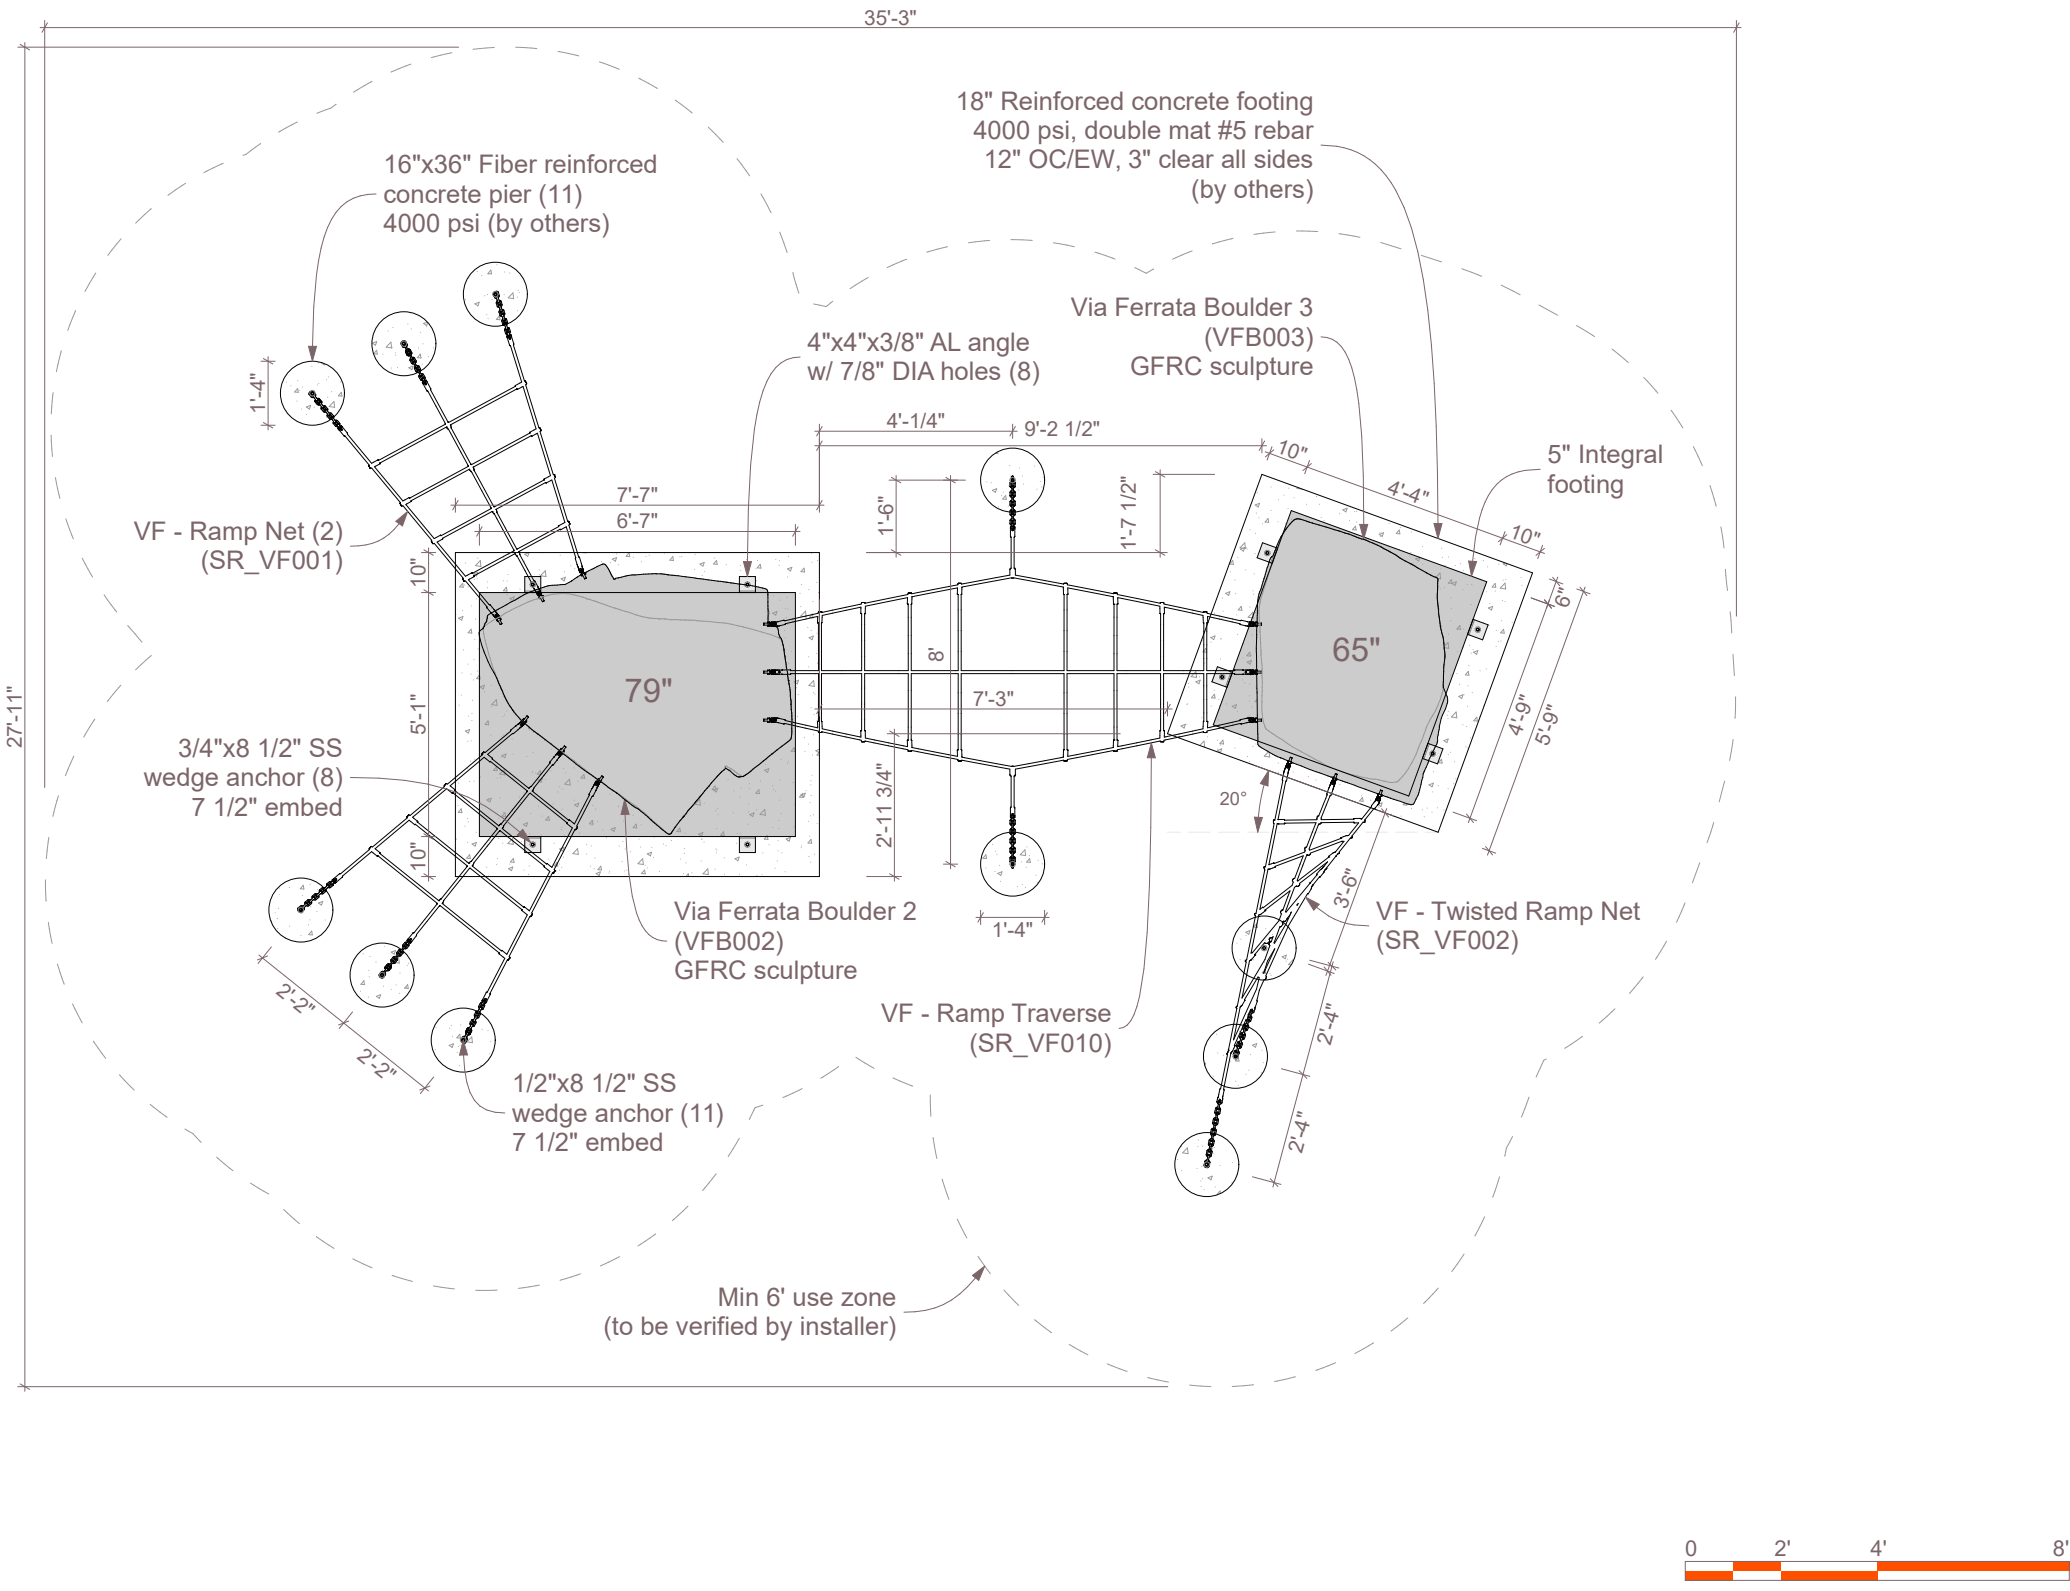 35'-3"
18" Reinforced concrete footing
4000 psi, double mat #5 rebar
12" OC/EW, 3" clear all sides
(by others)
16"x36" Fiber reinforced
concrete pier (11)
4000 psi (by others)
Via Ferrata Boulder 3
(VFB003)
GFRC sculpture
4"x4"x3/8" AL angle
w/ 7/8" DIA holes (8)
1'-4"
4'-1/4"
9'-2 1/2"
10"
4'-4"
10"
5" Integral
footing
7'-7"
6'-7"
1'-6"
1'-7 1/2"
VF - Ramp Net (2)
(SR_VF001)
10"
6"
65"
8'
79"
7'-3"
27'-11"
5'-1"
4'-9"
5'-9"
3/4"x8 1/2" SS
wedge anchor (8)
7 1/2" embed
2'-11 3/4"
20°
10"
3'-6"
Via Ferrata Boulder 2
(VFB002)
GFRC sculpture
1'-4"
VF - Twisted Ramp Net
(SR_VF002)
2'-2"
2'-2"
VF - Ramp Traverse
(SR_VF010)
2'-4"
2'-4"
1/2"x8 1/2" SS
wedge anchor (11)
7 1/2" embed
Min 6' use zone
(to be verified by installer)
0 2' 4' 8'